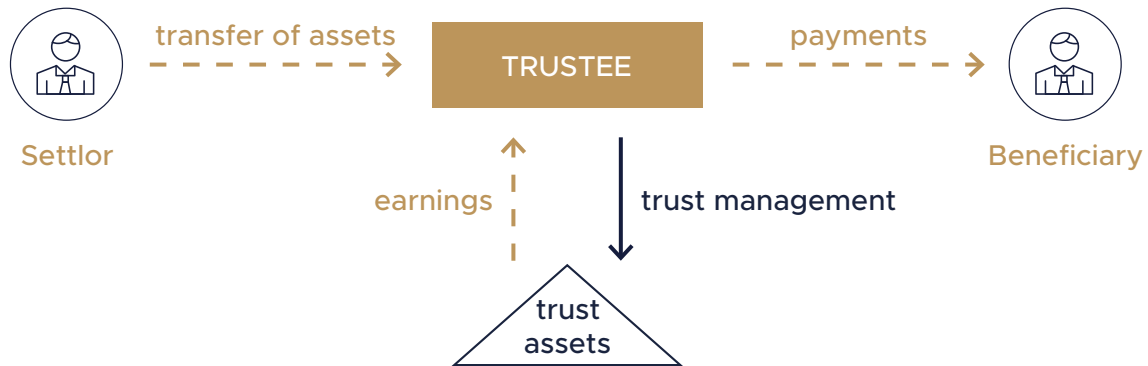 transfer of assets
TRUSTEE
payments
Settlor
Beneficiary
earnings
trust management
trust
assets